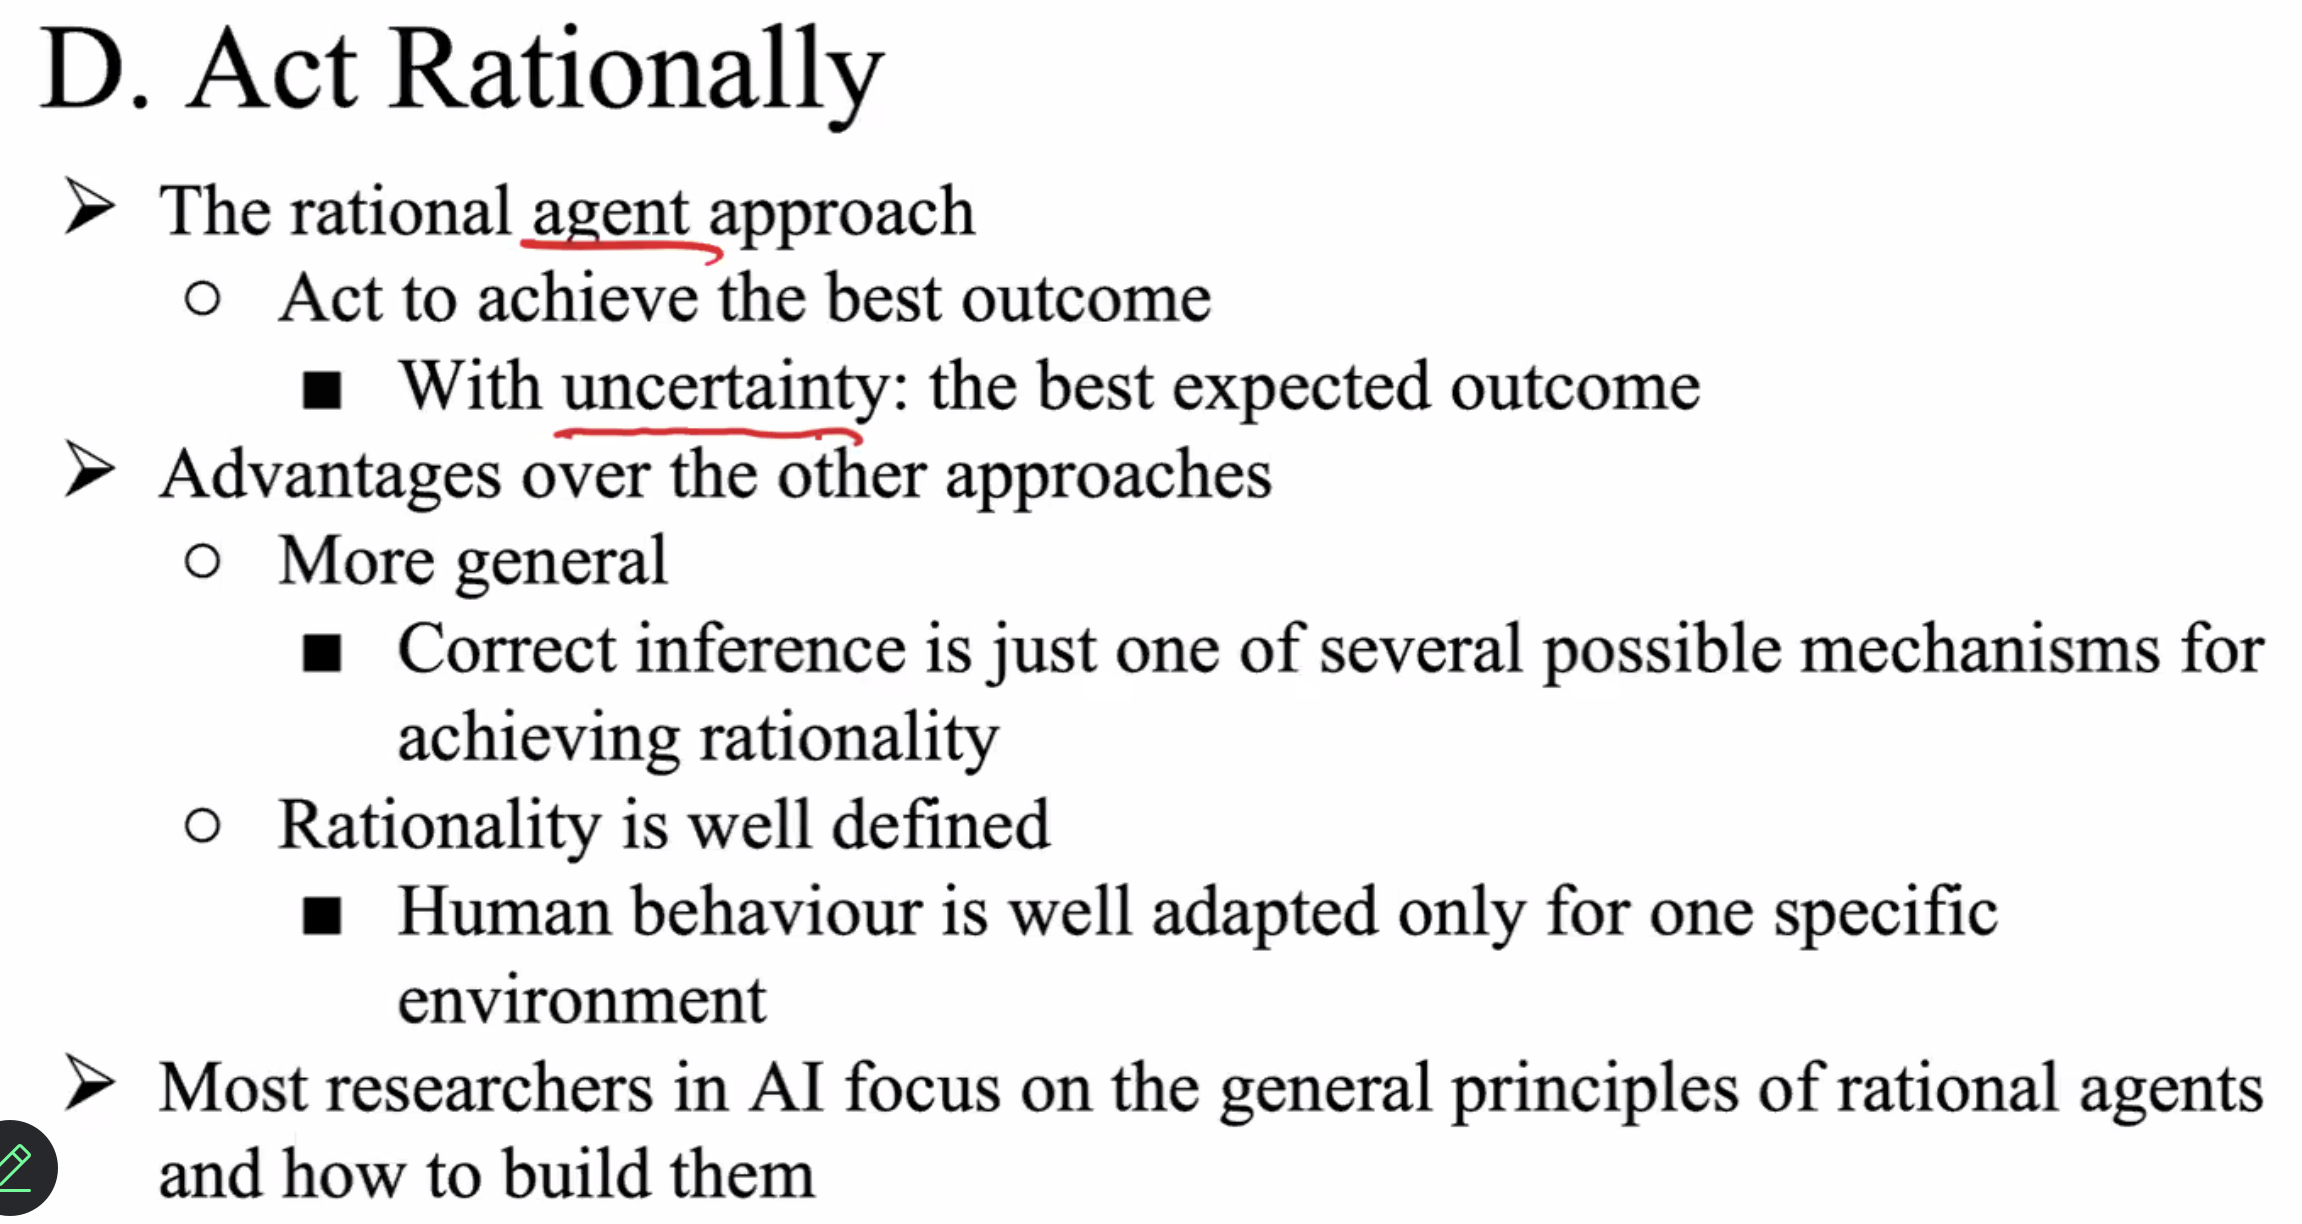 D. Act Rationally
➢ The rational agent approach
○ Act to achieve the best outcome
■ With uncertainty: the best expected outcome
➢ Advantages over the other approaches
○ More general
■ Correct inference is just one of several possible mechanisms for
achieving rationality
○ Rationality is well defined
■ Human behaviour is well adapted only for one specific
environment
➢ Most researchers in AI focus on the general principles of rational agents
and how to build them